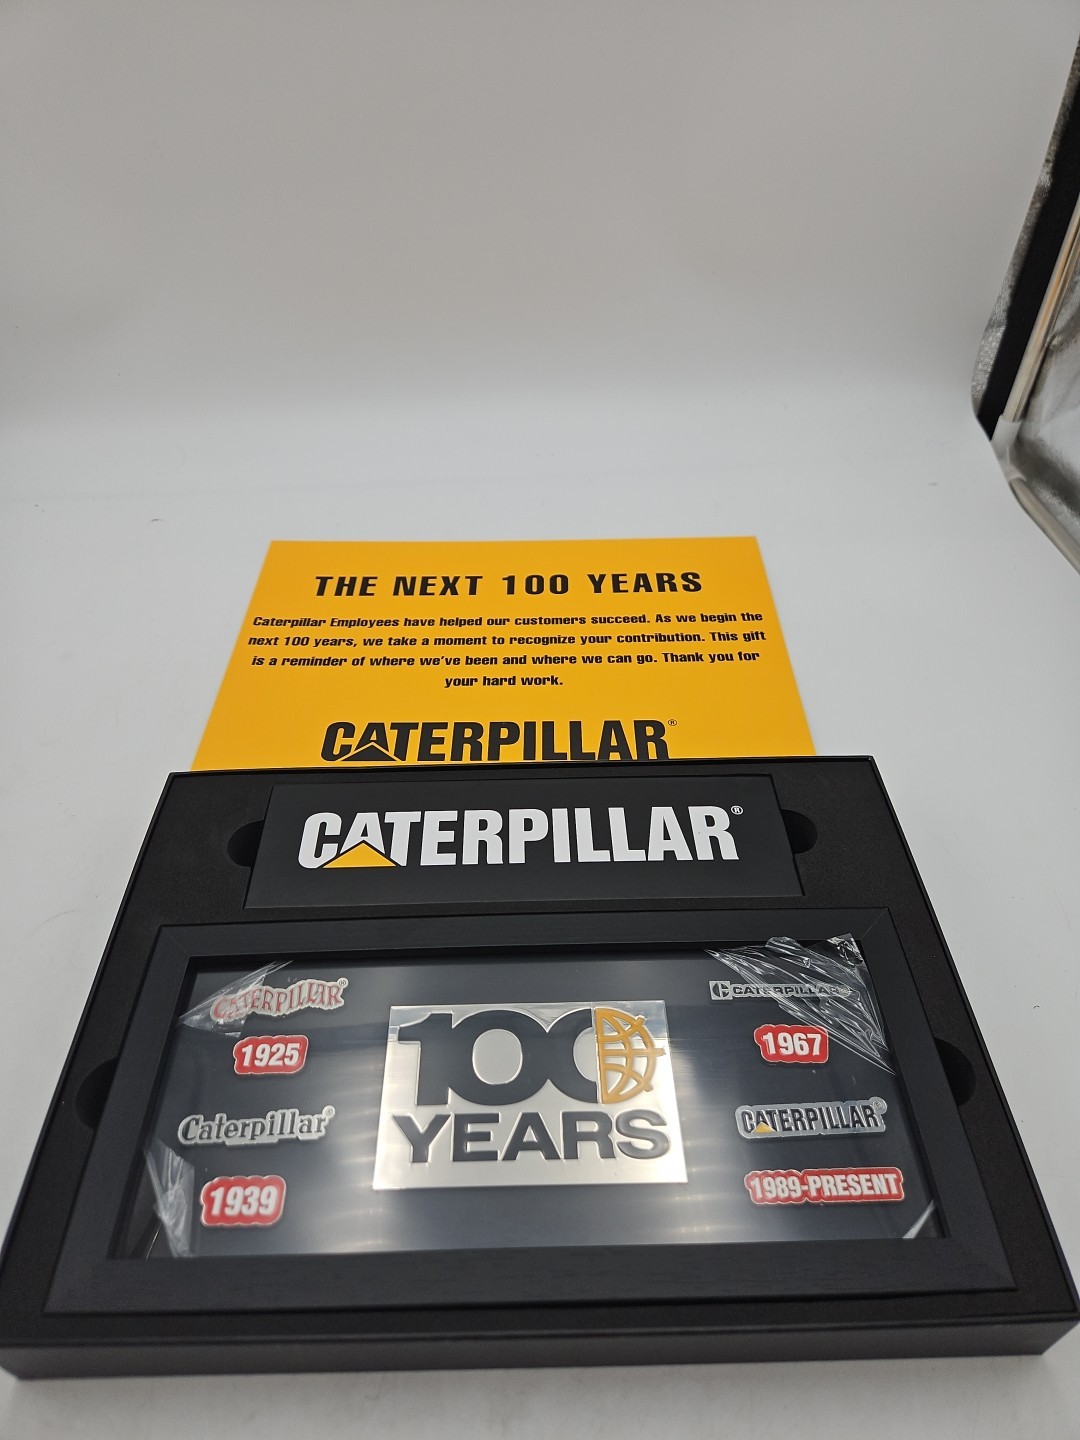 THE NEXT 100 YEARS
Caterpillar Employees have helped our customers succeed. As we begin the
next 100 years, we take a moment to recognize your contribution. This gift
is a reminder of where we've been and where we can go. Thank you for
your hard work.
CATERPILLAR®
CATERPILLAR®
CATERPILLAR®
1925
Caterpillar®
1939
100
YEARS
CATERPILLAR
1967
CATERPILLAR®
1989-PRESENT